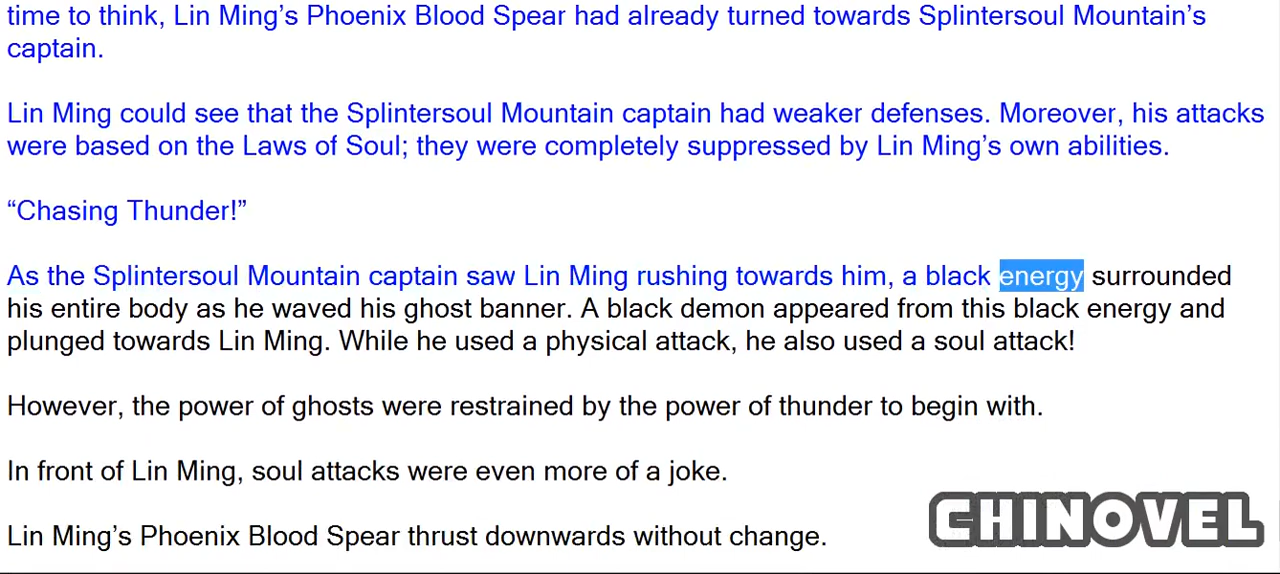 time to think, Lin Ming’s Phoenix Blood Spear had already turned towards Splintersoul Mountain’s
captain.
Lin Ming could see that the Splintersoul Mountain captain had weaker defenses. Moreover, his attacks
were based on the Laws of Soul; they were completely suppressed by Lin Ming’s own abilities.
“Chasing Thunder!”
As the Splintersoul Mountain captain saw Lin Ming rushing towards him, a black energy surrounded
his entire body as he waved his ghost banner. A black demon appeared from this black energy and
plunged towards Lin Ming. While he used a physical attack, he also used a soul attack!
However, the power of ghosts were restrained by the power of thunder to begin with.
In front of Lin Ming, soul attacks were even more of a joke.
Lin Ming’s Phoenix Blood Spear thrust downwards without change.
CHINOVEL